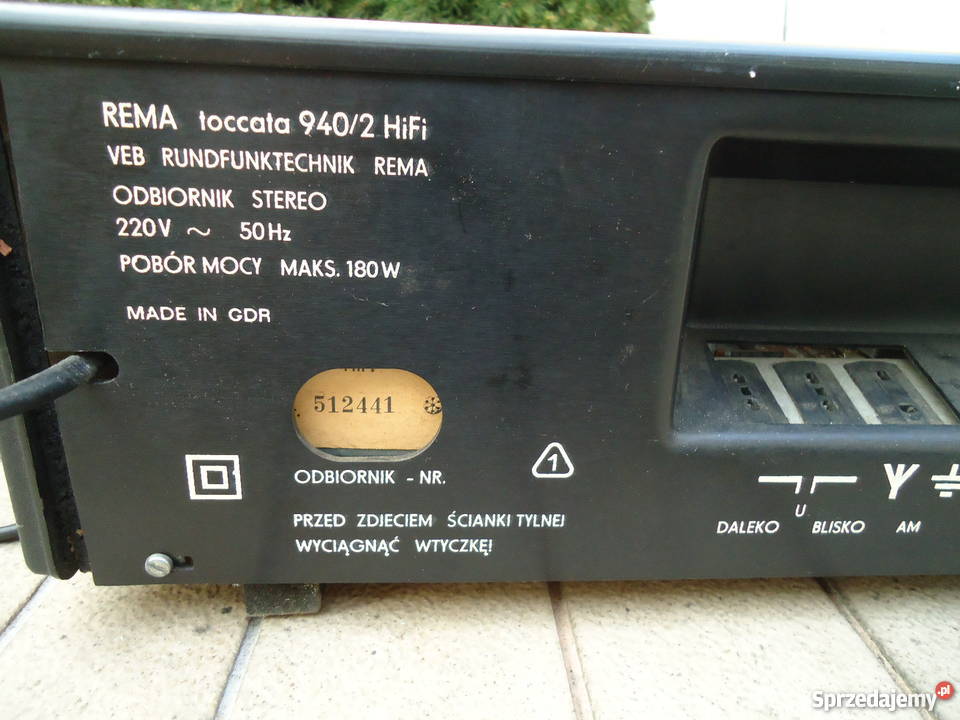 REMA toccata 940/2 HiFi
VEB RUNDFUNKTECHNIK REMA
ODBIORNIK STEREO
220V ~ 50Hz
POBÓR MOCY MAKS. 180W
MADE IN GDR
512441
ODBIORNIK - NR.
1
PRZED ZDJECIEM ŚCIANKI TYLNEJ
WYCIĄGNĄĆ WTYCZKĘ!
U
DALEKO BLISKO AM
Sprzedajemy.pl